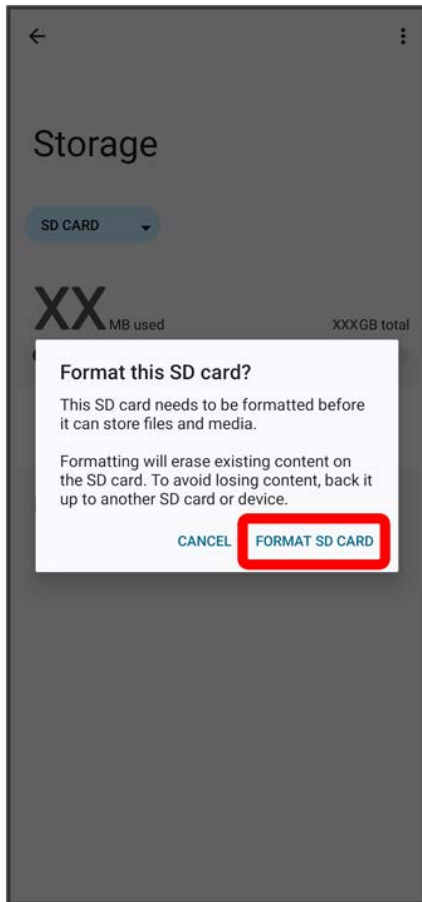 Storage
SD CARD
XX MB used XXXGB total
Format this SD card?
This SD card needs to be formatted before
it can store files and media.
Formatting will erase existing content on
the SD card. To avoid losing content, back it
up to another SD card or device.
CANCEL FORMAT SD CARD